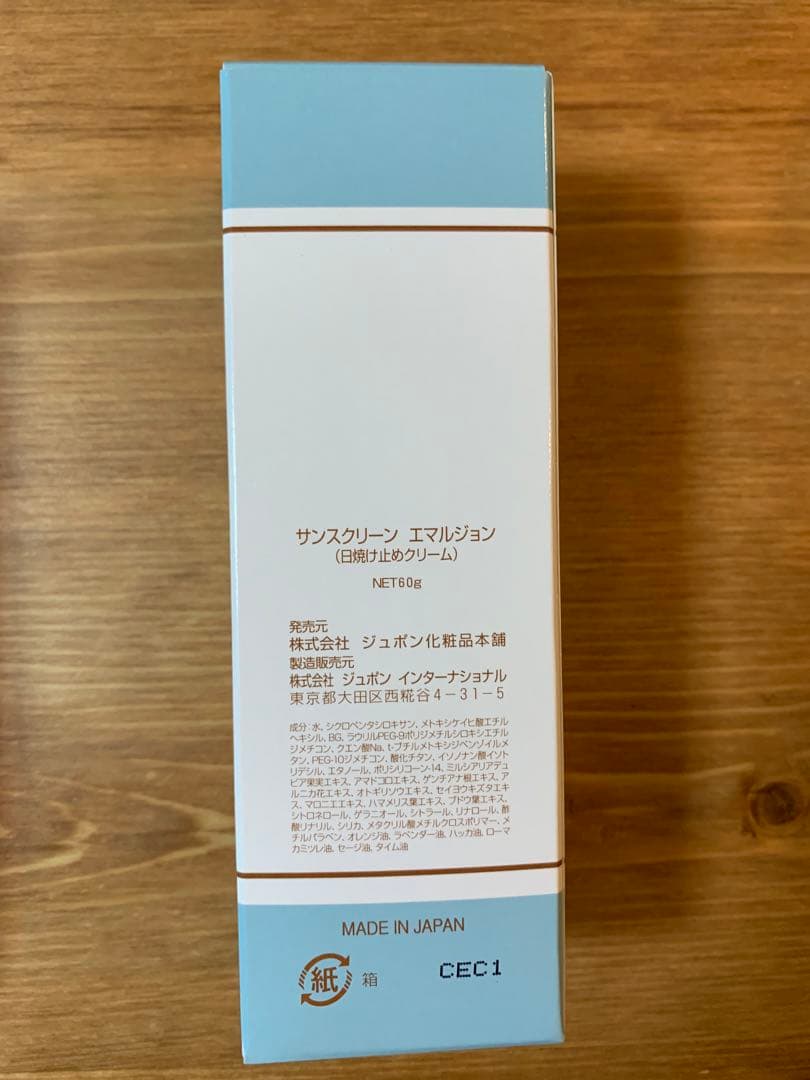 サンスクリーン エマルジョン
(日焼け止めクリーム)
NET60g
発売元
株式会社 ジュポン化粧品本舗
製造販売元
株式会社 ジュポン インターナショナル
東京都大田区西糀谷4-31-5
成分:水、シクロペンタシロキサン、メトキシケイヒ酸エチル
ヘキシル、BG、ラウリルPEG-9ポリジメチルシロキシエチル
ジメチコン、クエン酸Na、t-ブチルメトキシジベンゾイルメ
タン、PEG-10ジメチコン、酸化チタン、イソノナン酸イソト
リデシル、エタノール、ポリシリコーン-14、ミルシアリアデュ
ビア果実エキス、アマドコロエキス、ゲンチアナ根エキス、ア
ルニカ花エキス、オトギリソウエキス、セイヨウキズタエキ
ス、マロニエエキス、ハマメリス葉エキス、ブドウ葉エキス、
シトロネロール、ゲラニオール、シトラール、リナロール、酢
酸リナリル、シリカ、メタクリル酸メチルクロスポリマー、メ
チルパラベン、オレンジ油、ラベンダー油、ハッカ油、ローマ
カミツレ油、セージ油、タイム油
MADE IN JAPAN
紙 箱
CEC1